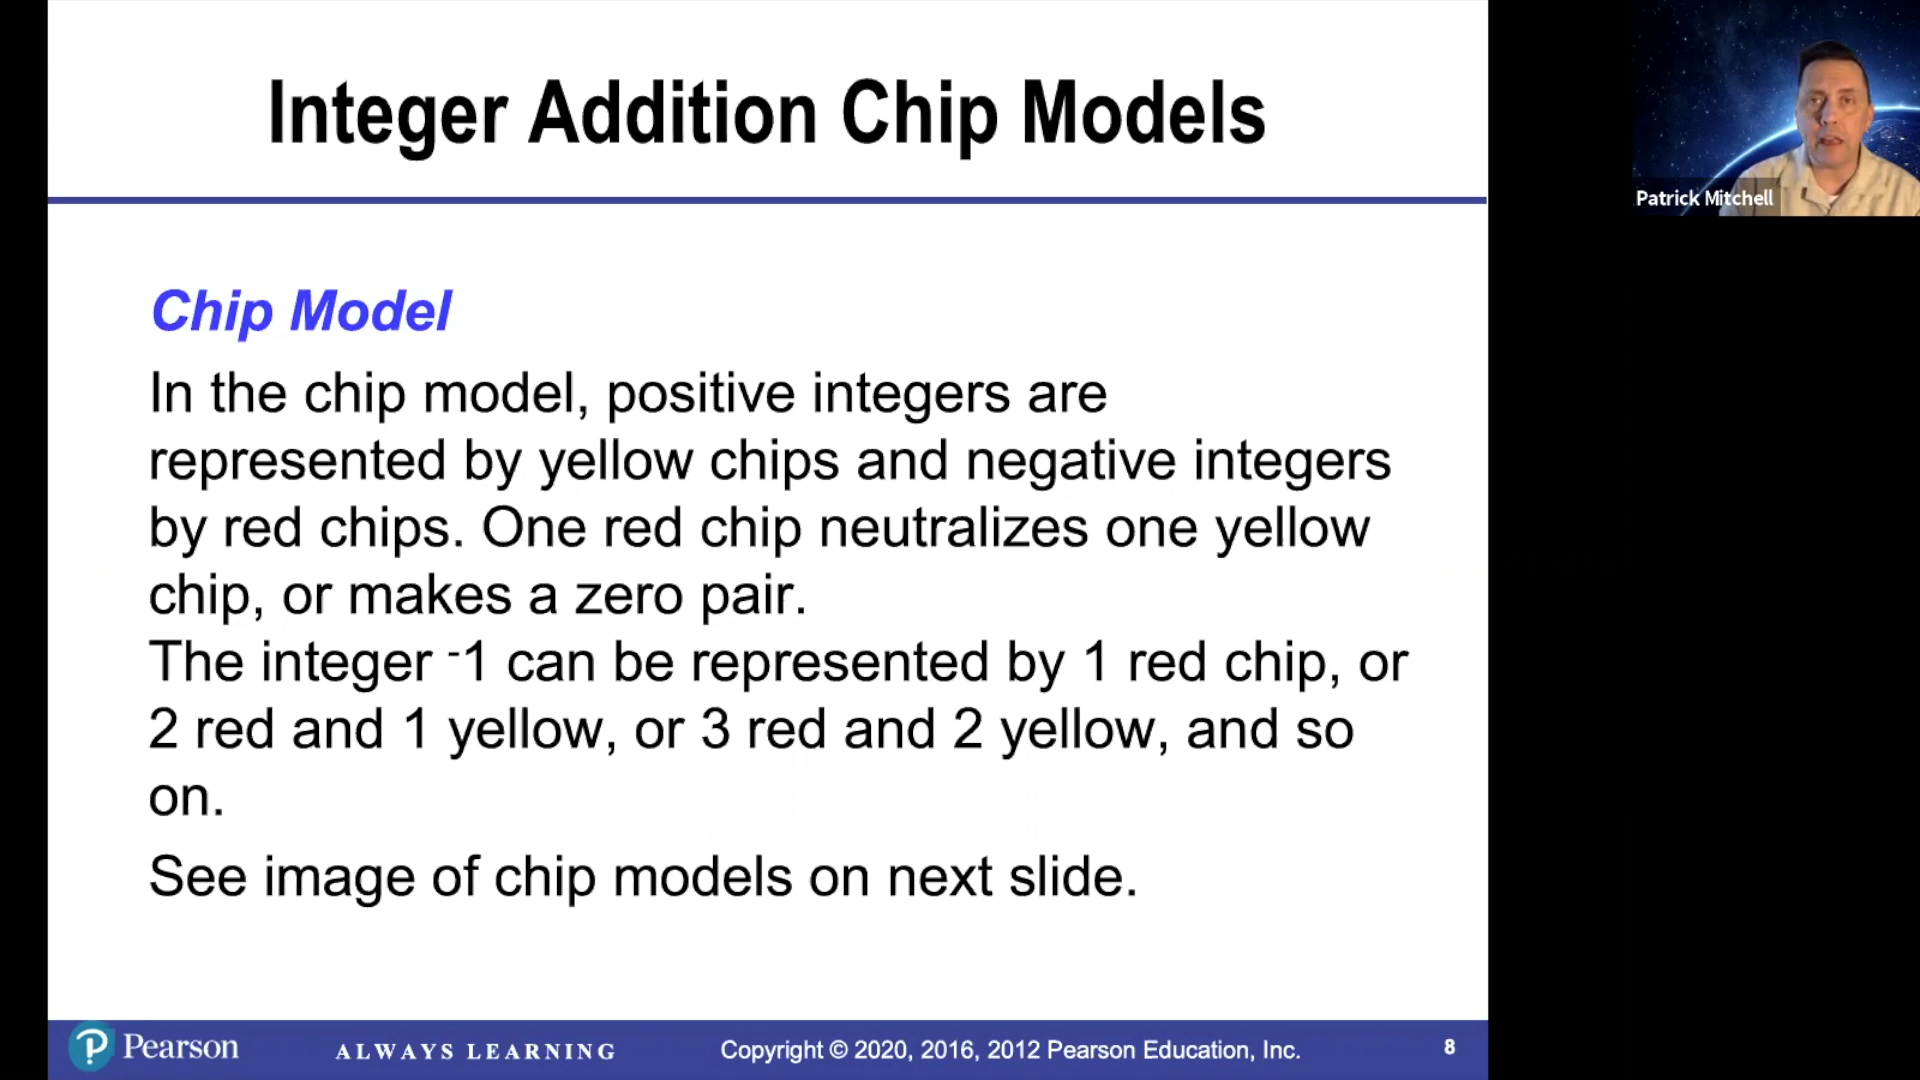 Integer Addition Chip Models
Patrick Mitchell
Chip Model
In the chip model, positive integers are
represented by yellow chips and negative integers
by red chips. One red chip neutralizes one yellow
chip, or makes a zero pair.
The integer ⁻1 can be represented by 1 red chip, or
2 red and 1 yellow, or 3 red and 2 yellow, and so
on.
See image of chip models on next slide.
Pearson
ALWAYS LEARNING
Copyright © 2020, 2016, 2012 Pearson Education, Inc.
8